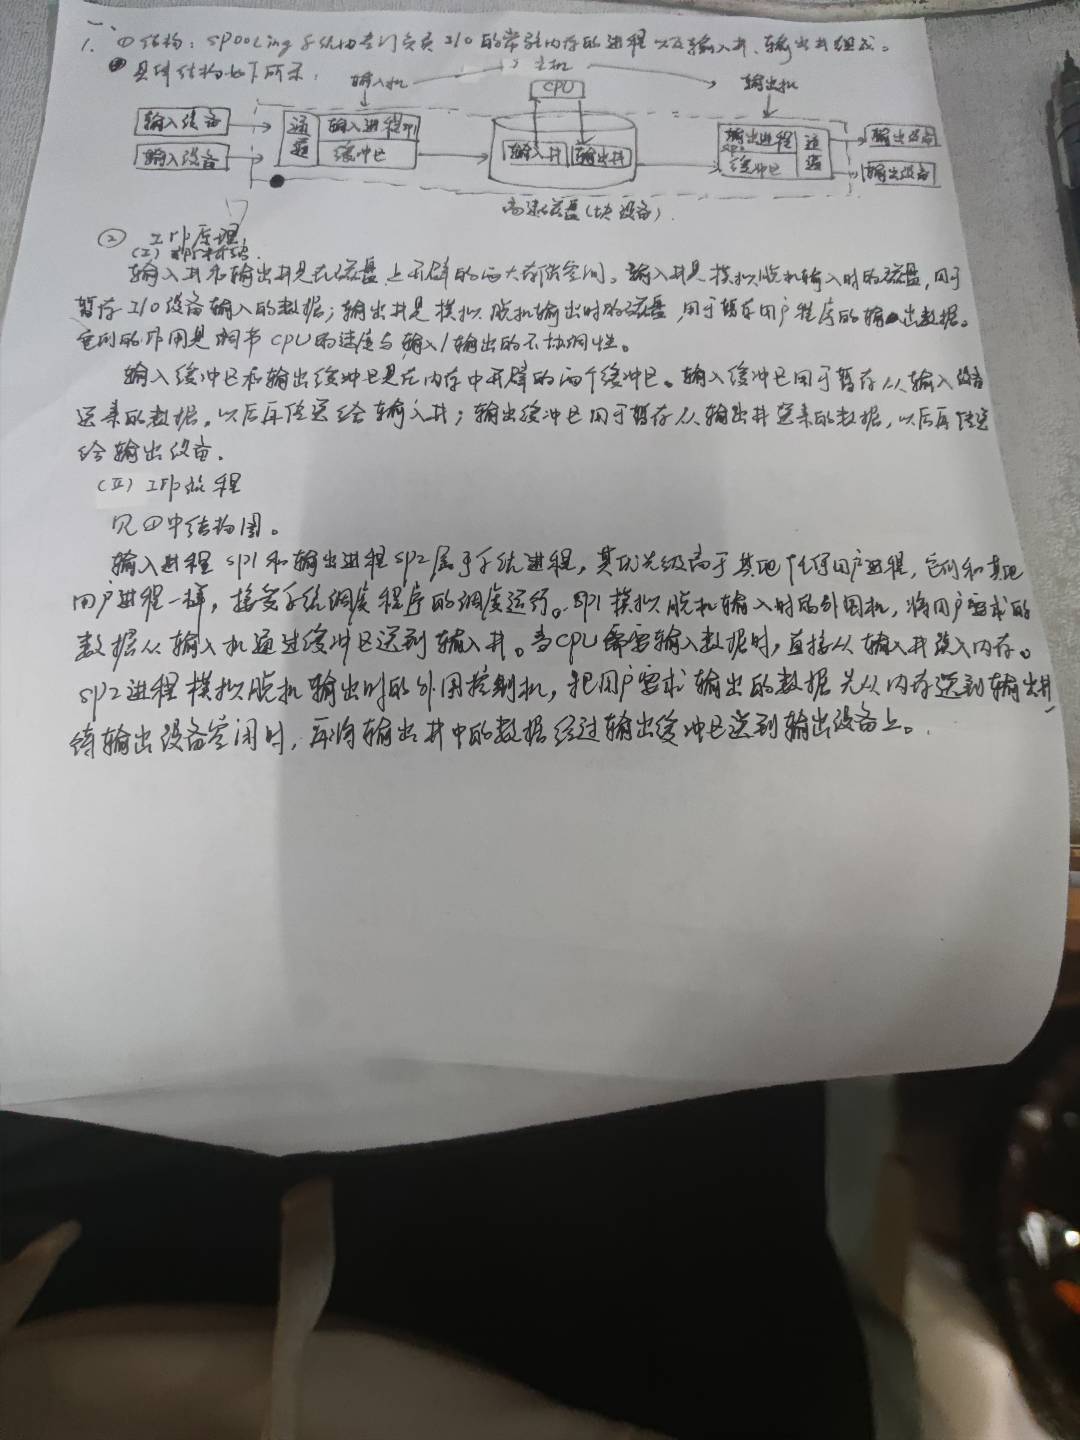 一、
1. ①结构：SPOOLing系统由专门负责I/O的常驻内存的进程以及输入井、输出井组成。
具体结构如下所示：
输入机 主机 输出机
CPU
输入设备 通道 输入进程SP1 输入井 输出井 输出进程 通道 输出设备
输入设备 缓冲区 缓冲区 输出设备
高速磁盘(块设备)
② 工作原理
(I)
输入井和输出井是在磁盘上开辟的两大存储空间。输入井是模拟脱机输入时的磁盘，用于
暂存I/O设备输入的数据；输出井是模拟脱机输出时的磁盘，用于暂存用户程序的输出数据。
它们的作用是调节CPU的速度与输入/输出的不协调性。
输入缓冲区和输出缓冲区是在内存中开辟的两个缓冲区。输入缓冲区用于暂存从输入设备
送来的数据，以后再传送给输入井；输出缓冲区用于暂存从输出井送来的数据，以后再传送
给输出设备.
(II) 工作流程
见①中结构图。
输入进程SP1和输出进程SP2属于系统进程，其优先级高于其他任何用户进程，它们和其他
用户进程一样，接受系统调度程序的调度运行。SP1模拟脱机输入时的外围机，将用户要求的
数据从输入机通过缓冲区送到输入井。当CPU需要输入数据时，直接从输入井读入内存。
SP2进程模拟脱机输出时的外围控制机，把用户要求输出的数据先从内存送到输出井，
待输出设备空闲时，再将输出井中的数据经过输出缓冲区送到输出设备上。